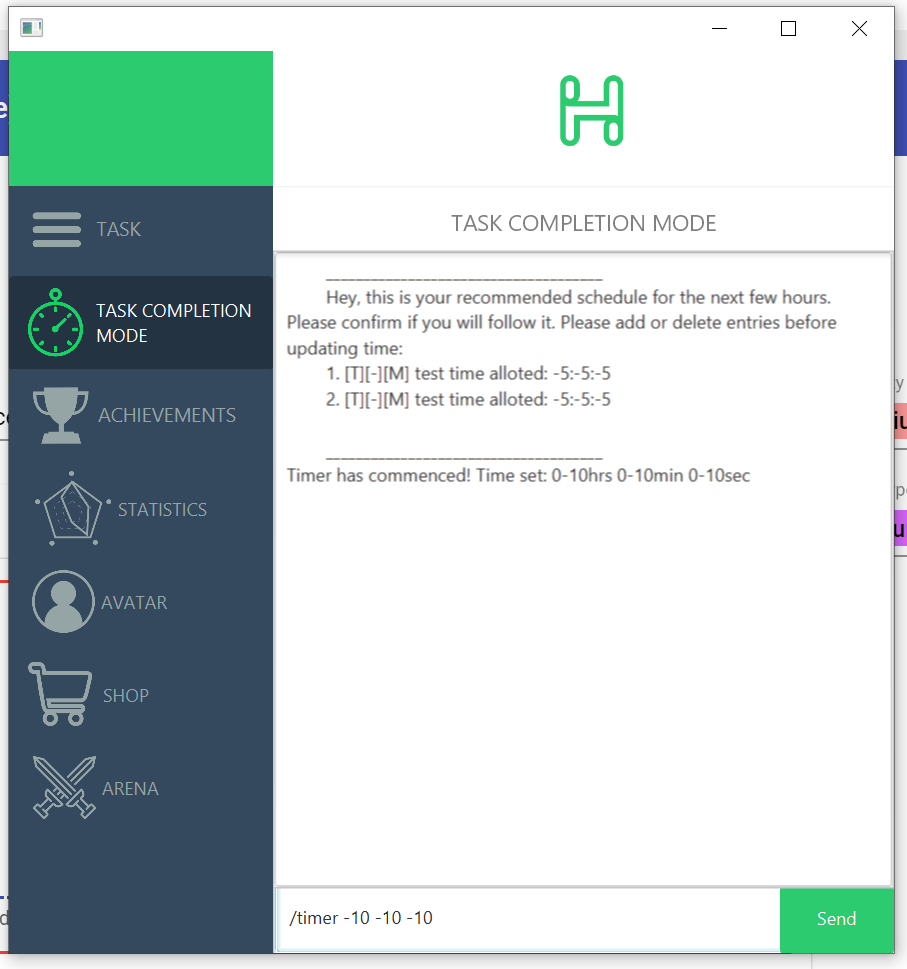 TASK
TASK COMPLETION
MODE
ACHIEVEMENTS
STATISTICS
AVATAR
SHOP
ARENA
TASK COMPLETION MODE
____________________________________
Hey, this is your recommended schedule for the next few hours.
Please confirm if you will follow it. Please add or delete entries before
updating time:
1. [T][-][M] test time alloted: -5:-5:-5
2. [T][-][M] test time alloted: -5:-5:-5
____________________________________
Timer has commenced! Time set: 0-10hrs 0-10min 0-10sec
/timer -10 -10 -10
Send